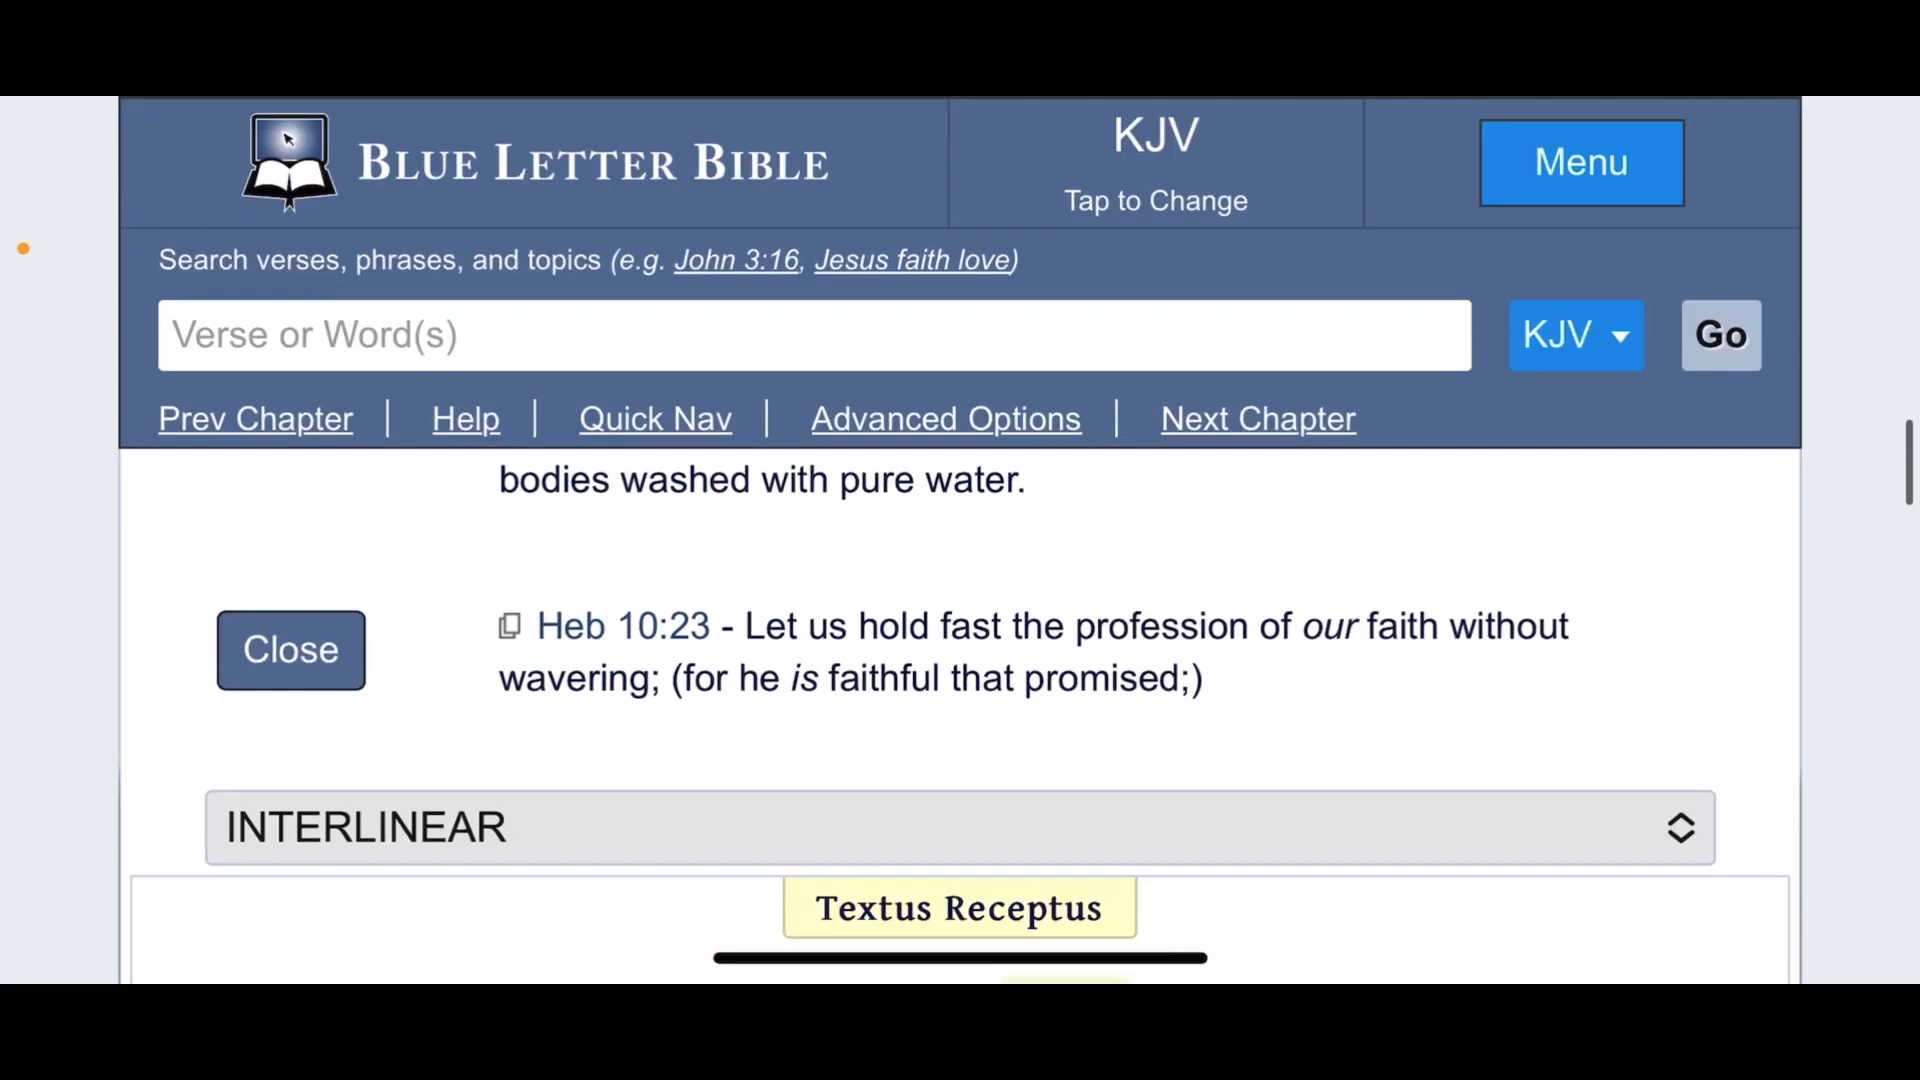 BLUE LETTER BIBLE
KJV
Tap to Change
Menu
Search verses, phrases, and topics (e.g. John 3:16, Jesus faith love)
Verse or Word(s)
KJV
Go
Prev Chapter | Help | Quick Nav | Advanced Options | Next Chapter
bodies washed with pure water.
Close
Heb 10:23 - Let us hold fast the profession of our faith without
wavering; (for he is faithful that promised;)
INTERLINEAR
Textus Receptus